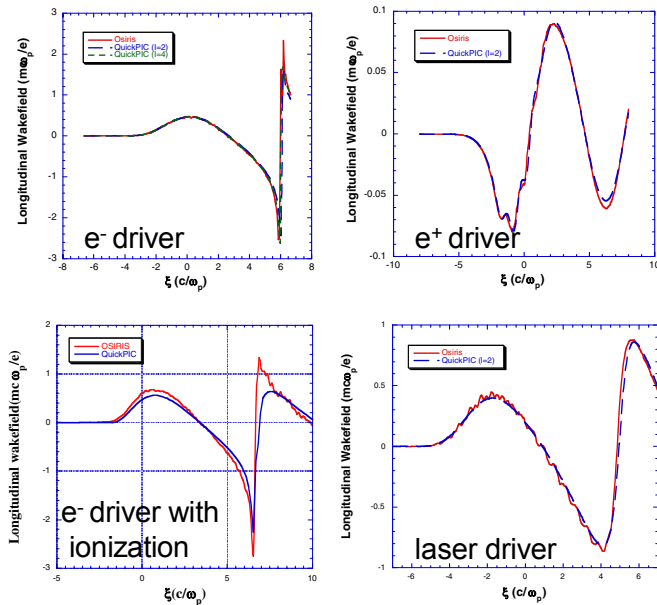 Osiris
QuickPIC (l=2)
QuickPIC (l=4)
Longitudinal Wakefield (mcω_p/e)
3
2
1
0
-1
-2
-3
e⁻ driver
-8 -6 -4 -2 0 2 4 6 8
ξ (c/ω_p)
Osiris
QuickPIC (l=2)
Longitudinal Wakefield (mcω_p/e)
0.1
0.05
0
-0.05
-0.1
e⁺ driver
-10 -5 0 5 10
ξ (c/ω_p)
OSIRIS
QuickPIC
Longitudinal wakefield(mcω_p/e)
2
1
0
-1
-2
-3
e⁻ driver with
ionization
-5 0 5 10
ξ(c/ω_p)
Osiris
QuickPIC (l=2)
Longitudinal Wakefield (mcω_p/e)
1
0.5
0
-0.5
-1
laser driver
-6 -4 -2 0 2 4 6
ξ (c/ω_p)